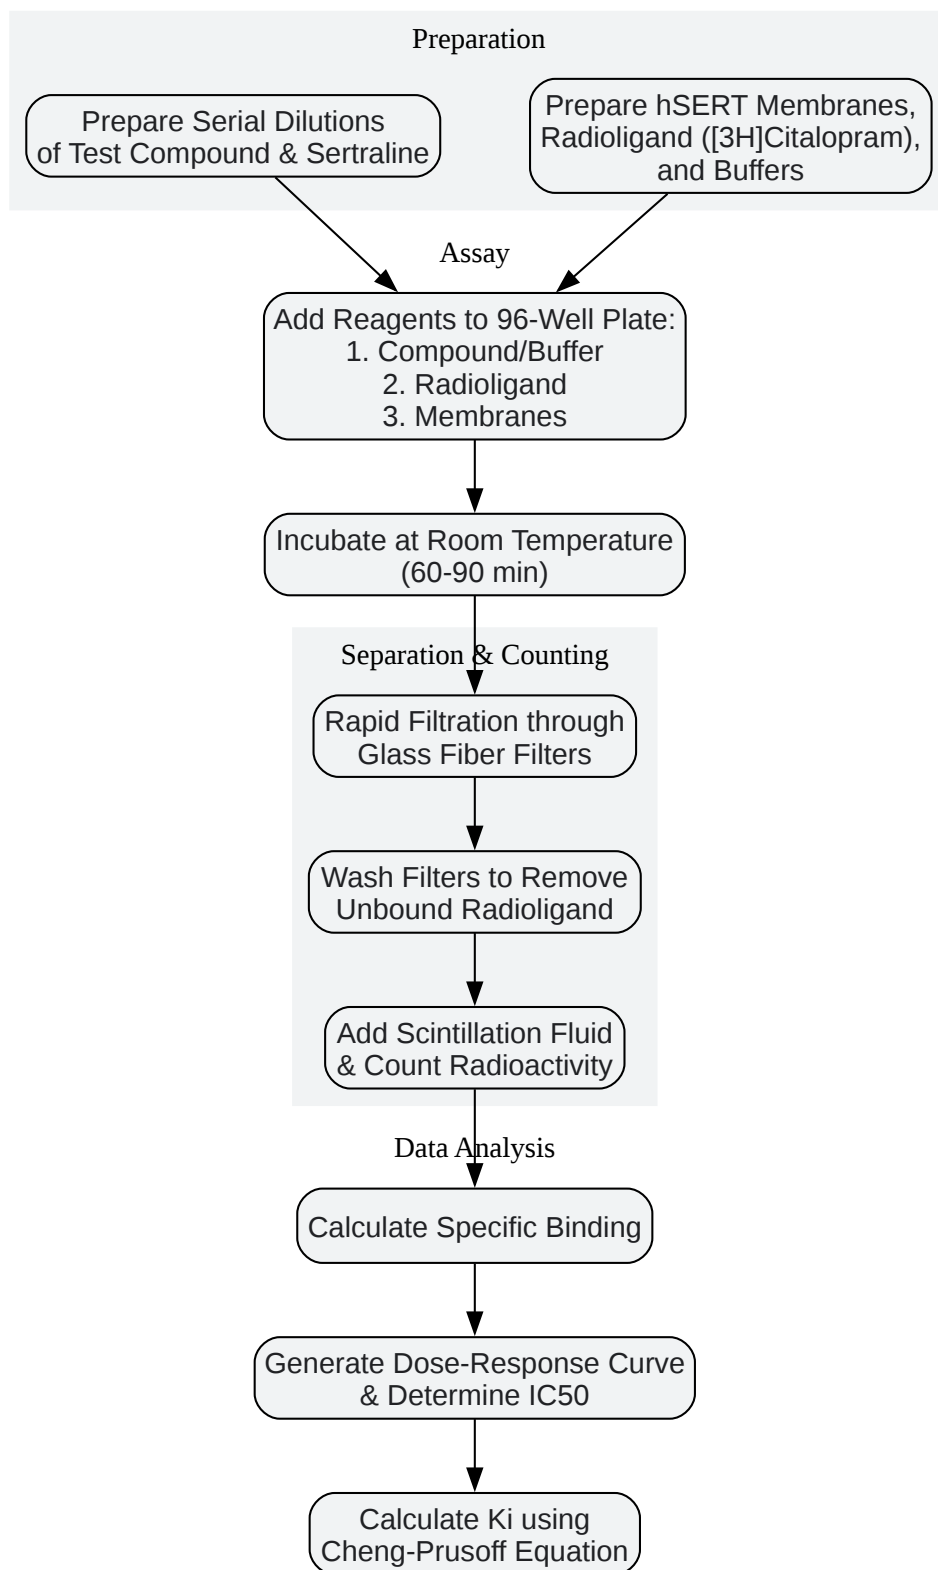 Preparation
Prepare Serial Dilutions
of Test Compound & Sertraline
Prepare hSERT Membranes,
Radioligand ([3H]Citalopram),
and Buffers
Assay
Add Reagents to 96-Well Plate:
1. Compound/Buffer
2. Radioligand
3. Membranes
Incubate at Room Temperature
(60-90 min)
Separation & Counting
Rapid Filtration through
Glass Fiber Filters
Wash Filters to Remove
Unbound Radioligand
Add Scintillation Fluid
& Count Radioactivity
Data Analysis
Calculate Specific Binding
Generate Dose-Response Curve
& Determine IC50
Calculate Ki using
Cheng-Prusoff Equation